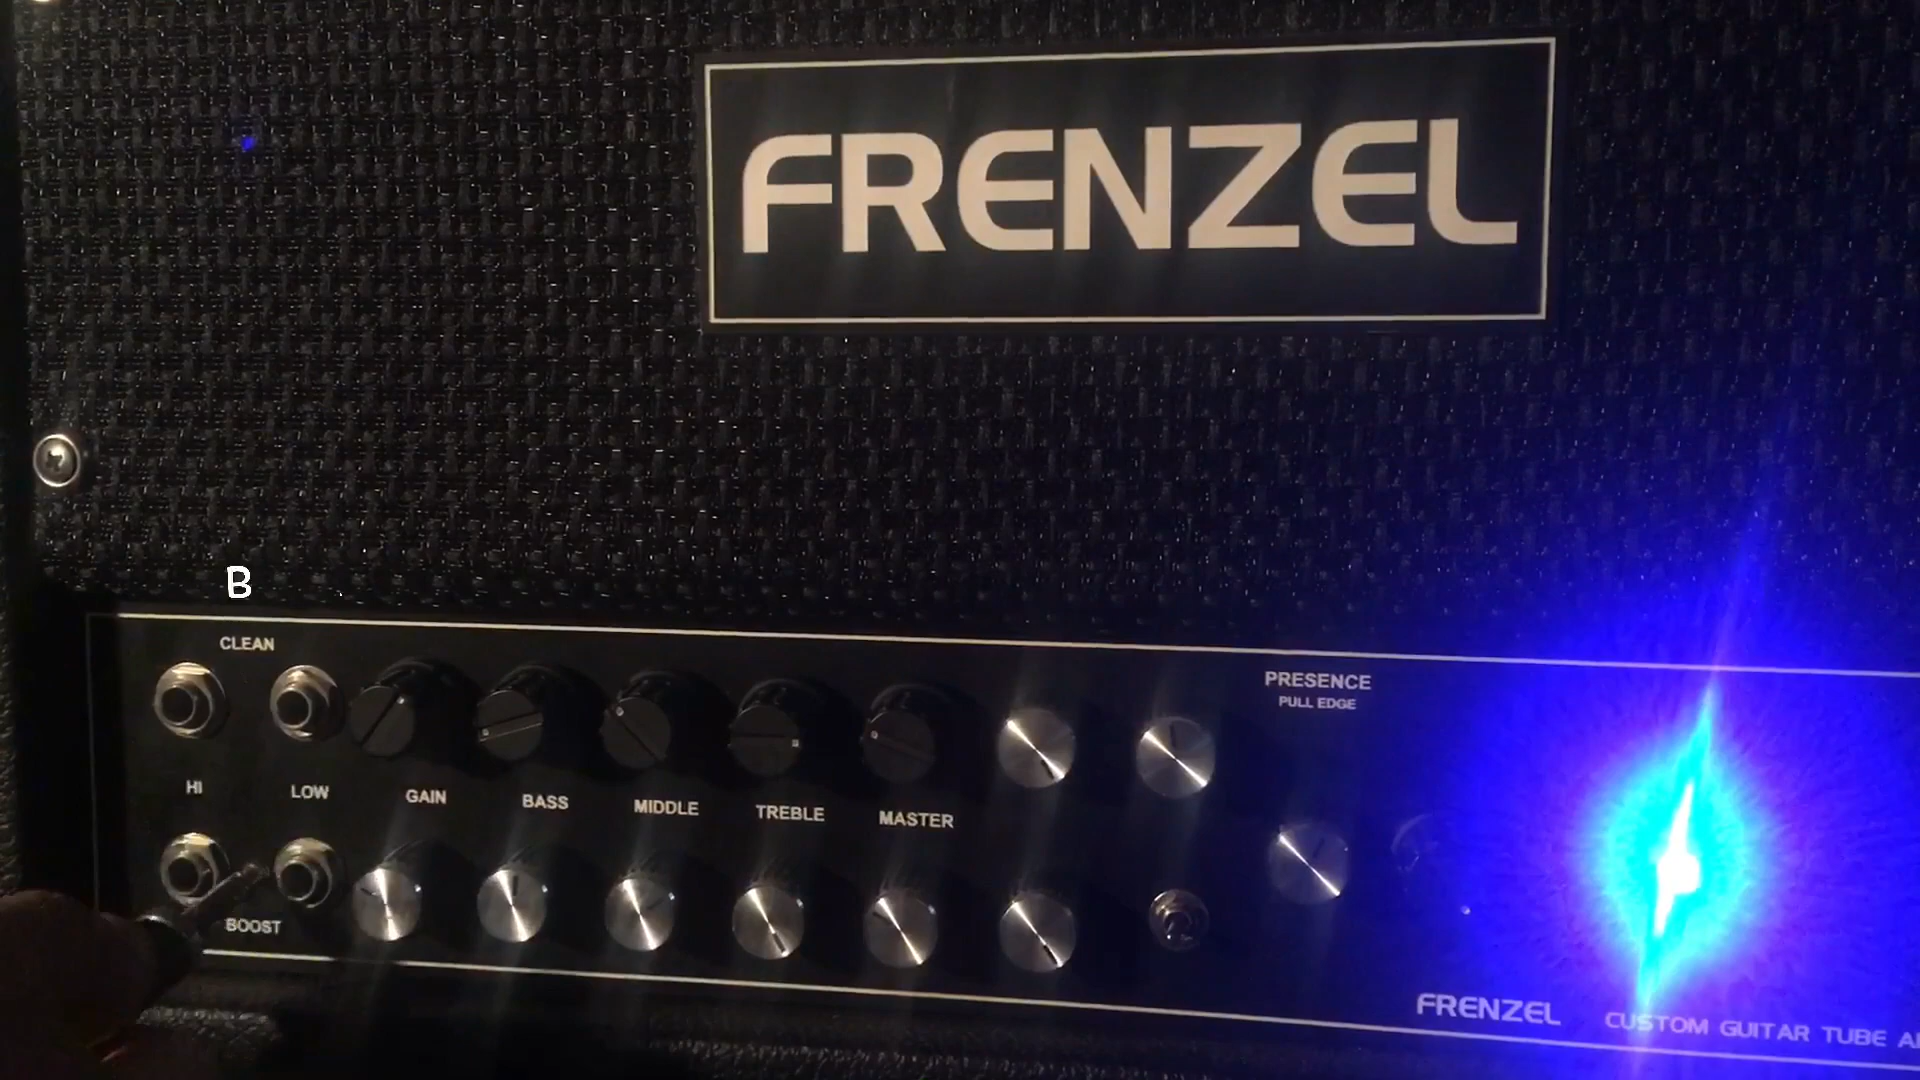 FRENZEL
B
CLEAN
PRESENCE
PULL EDGE
HI
LOW
GAIN
BASS
MIDDLE
TREBLE
MASTER
BOOST
FRENZEL
CUSTOM GUITAR TUBE